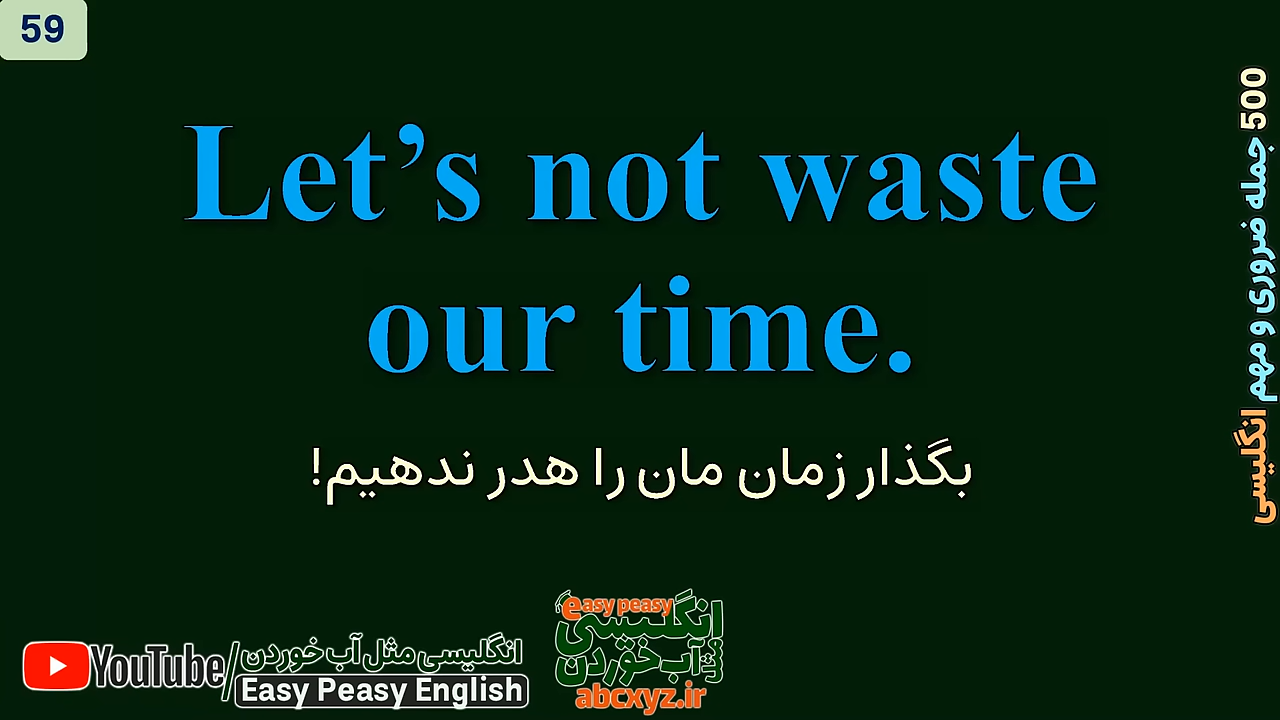 59
Let’s not waste
our time.
بگذار زمان مان را هدر ندهیم!
500 جمله ضروری و مهم انگلیسی
YouTube/انگلیسی مثل آب خوردن
Easy Peasy English
easy peasy
انگلیسی
مثل آب خوردن
abcxyz.ir